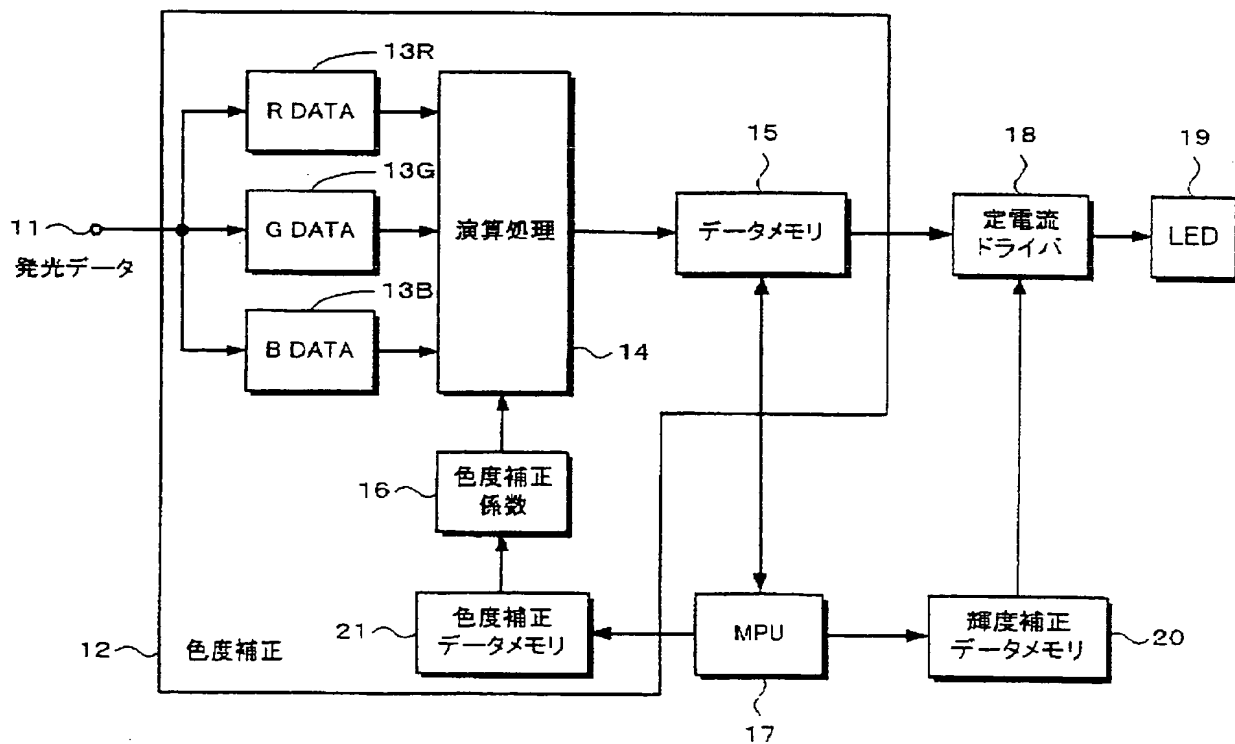 13R
R DATA
13G
G DATA
13B
B DATA
11
発光データ
演算処理
14
15
データメモリ
18
定電流
ドライバ
19
LED
16
色度補正
係数
21
色度補正
データメモリ
MPU
17
輝度補正
データメモリ
20
12
色度補正